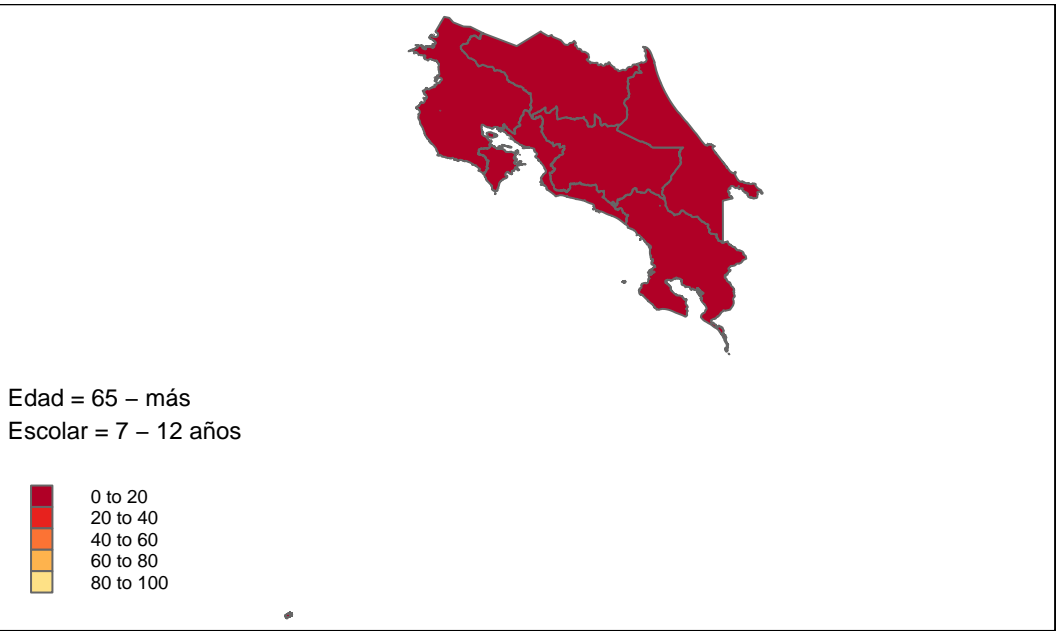 Edad = 65 − más
Escolar = 7 − 12 años
0 to 20
20 to 40
40 to 60
60 to 80
80 to 100